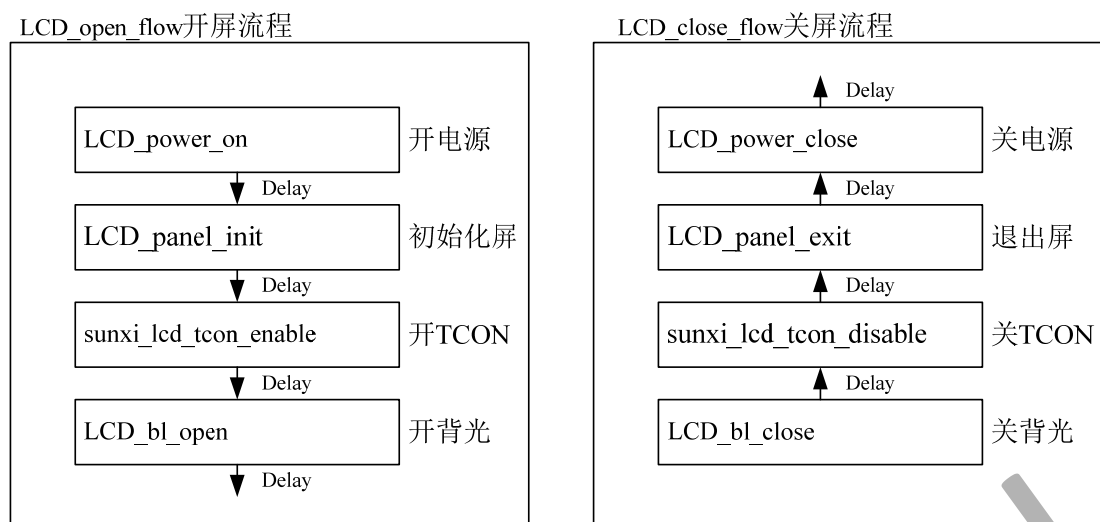 LCD_open_flow开屏流程
LCD_power_on 开电源
Delay
LCD_panel_init 初始化屏
Delay
sunxi_lcd_tcon_enable 开TCON
Delay
LCD_bl_open 开背光
Delay
LCD_close_flow关屏流程
Delay
LCD_power_close 关电源
Delay
LCD_panel_exit 退出屏
Delay
sunxi_lcd_tcon_disable 关TCON
Delay
LCD_bl_close 关背光